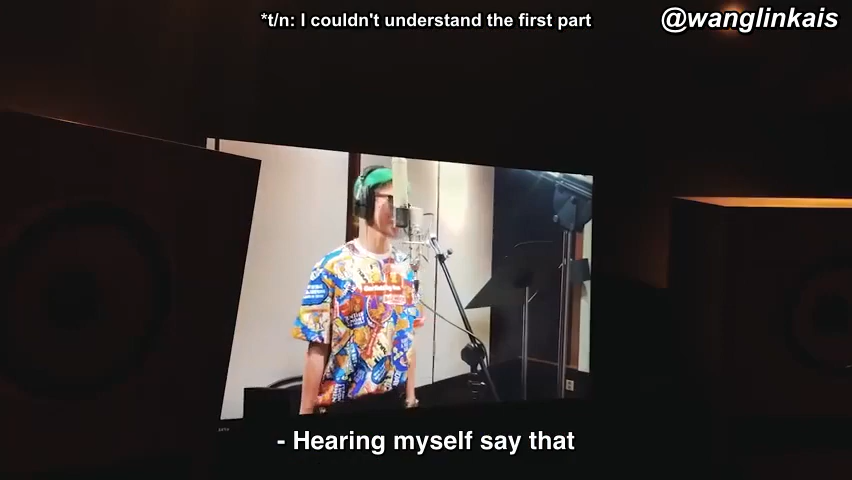 *t/n: I couldn't understand the first part
@wanglinkais
- Hearing myself say that